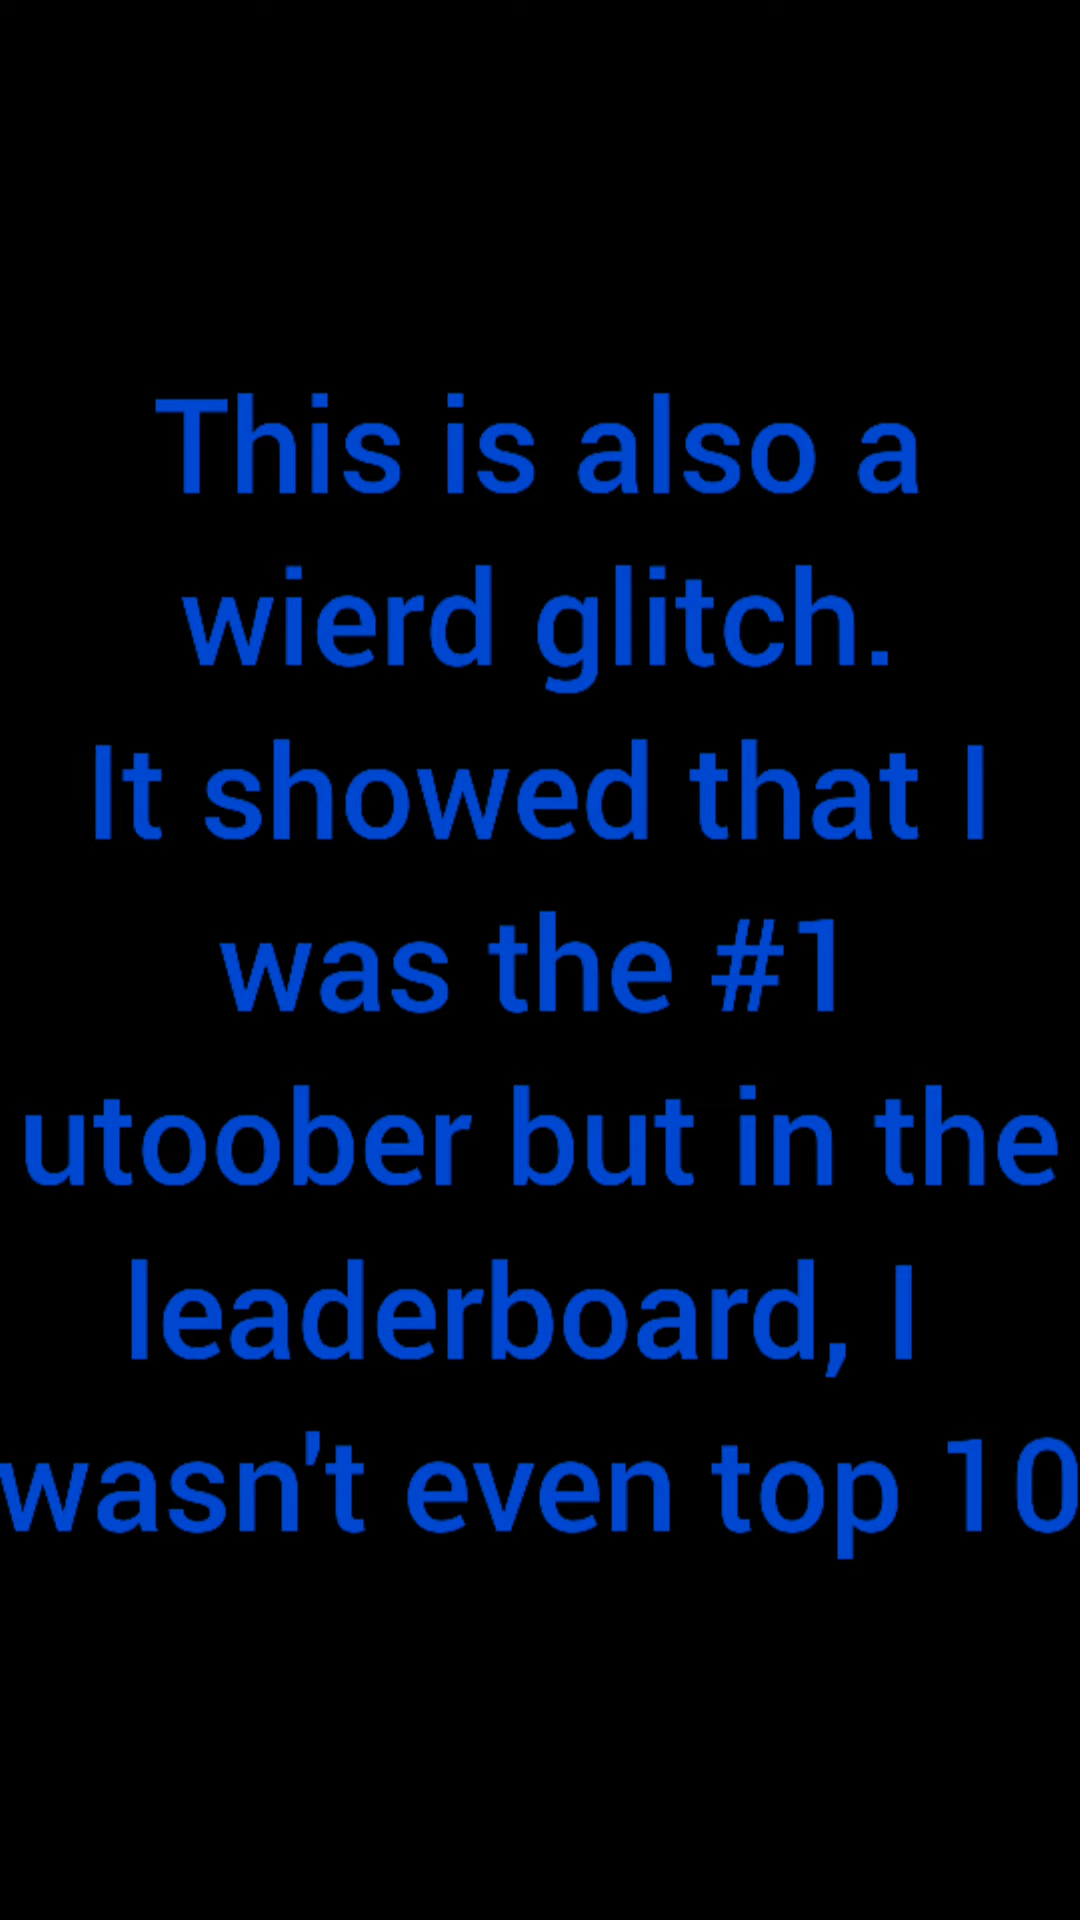 This is also a
wierd glitch.
It showed that I
was the #1
utoober but in the
leaderboard, I
wasn't even top 10